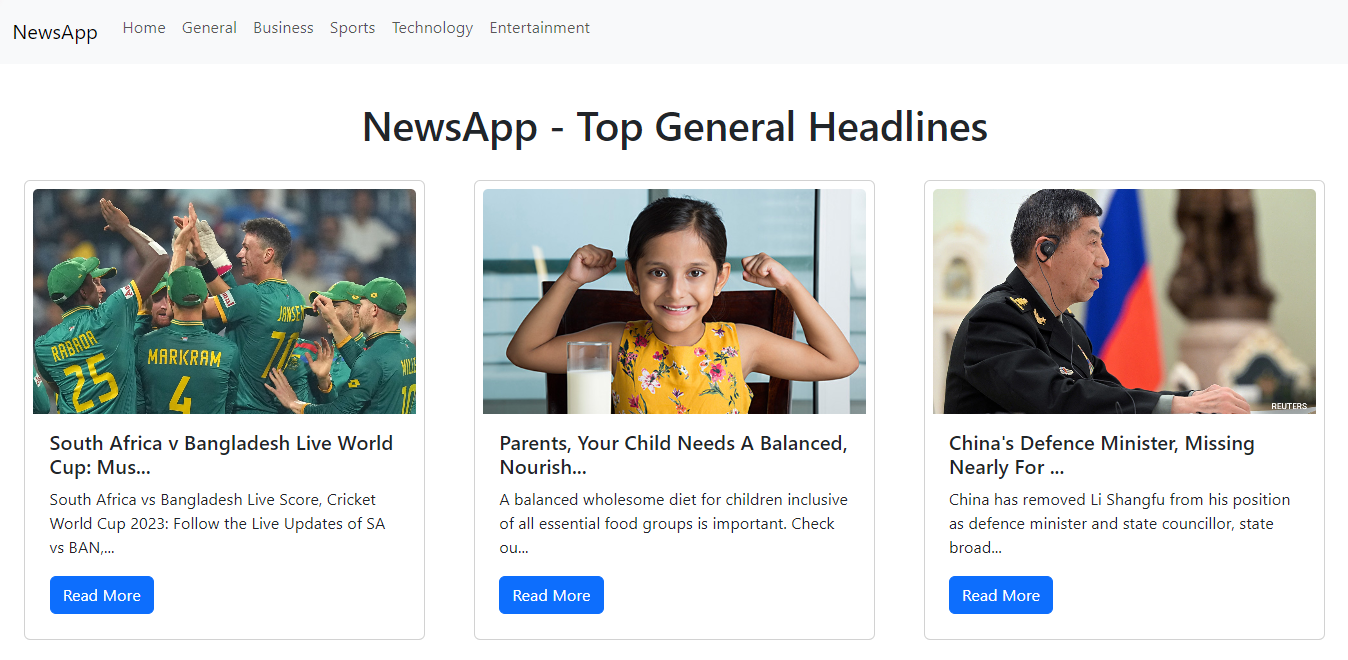 NewsApp Home General Business Sports Technology Entertainment
NewsApp - Top General Headlines
RABADA
25
MARKRAM
4
JANSEN
70
REUTERS
South Africa v Bangladesh Live World
Cup: Mus...
South Africa vs Bangladesh Live Score, Cricket
World Cup 2023: Follow the Live Updates of SA
vs BAN,...
Read More
Parents, Your Child Needs A Balanced,
Nourish...
A balanced wholesome diet for children inclusive
of all essential food groups is important. Check
ou...
Read More
China's Defence Minister, Missing
Nearly For ...
China has removed Li Shangfu from his position
as defence minister and state councillor, state
broad...
Read More